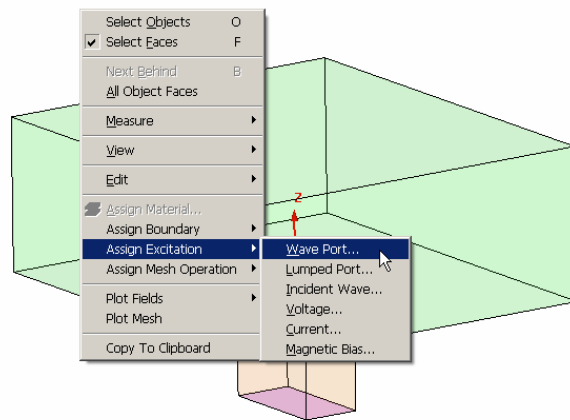 Select Objects O
Select Faces F
Next Behind B
All Object Faces
Measure
View
Edit
Assign Material...
Assign Boundary
Assign Excitation
Assign Mesh Operation
Plot Fields
Plot Mesh
Copy To Clipboard
Wave Port...
Lumped Port...
Incident Wave...
Voltage...
Current...
Magnetic Bias...
Z